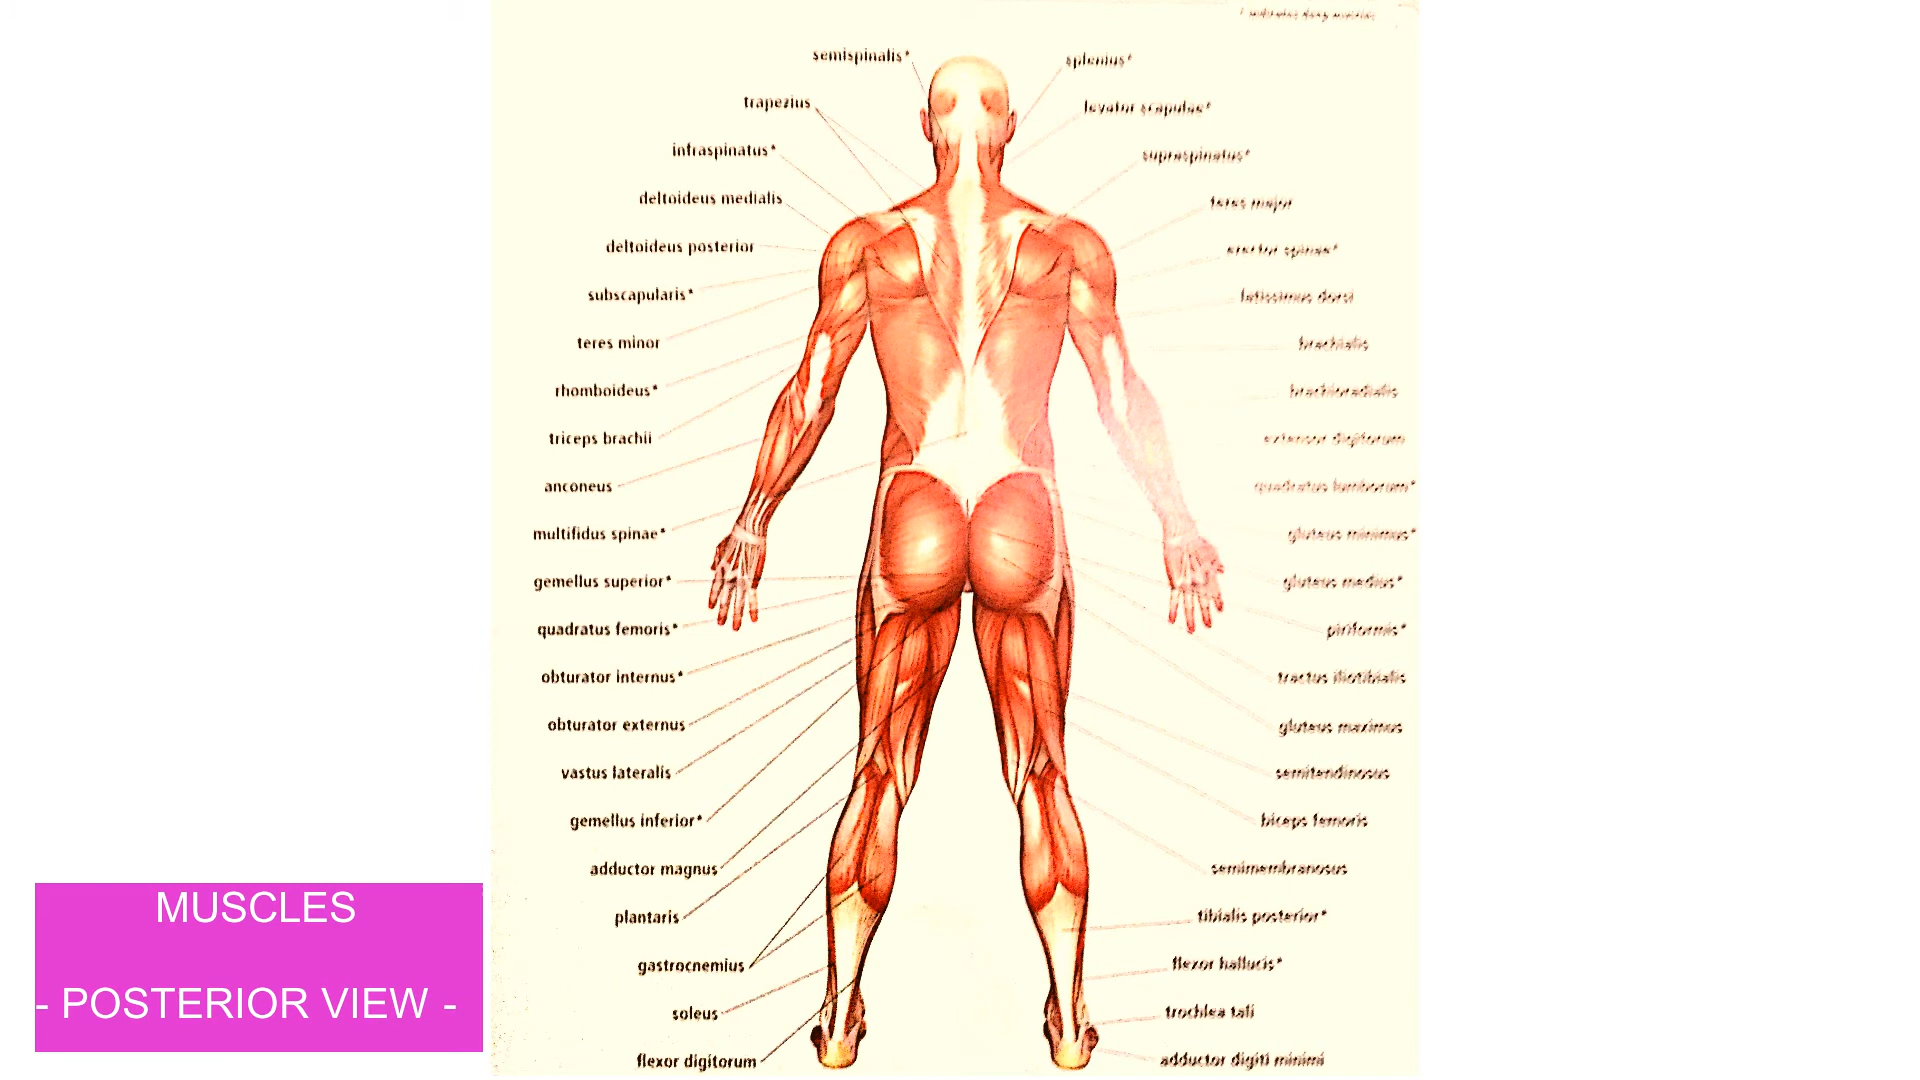 * indicates deep muscles
semispinalis*
trapezius
infraspinatus*
deltoideus medialis
deltoideus posterior
subscapularis*
teres minor
rhomboideus*
triceps brachii
anconeus
multifidus spinae*
gemellus superior*
quadratus femoris*
obturator internus*
obturator externus
vastus lateralis
gemellus inferior*
adductor magnus
plantaris
gastrocnemius
soleus
flexor digitorum
splenius*
levator scapulae*
supraspinatus*
teres major
erector spinae*
latissimus dorsi
brachialis
brachioradialis
extensor digitorum
quadratus lumborum*
gluteus minimus*
gluteus medius*
piriformis*
tractus iliotibialis
gluteus maximus
semitendinosus
biceps femoris
semimembranosus
tibialis posterior*
flexor hallucis*
trochlea tali
adductor digiti minimi
MUSCLES
- POSTERIOR VIEW -